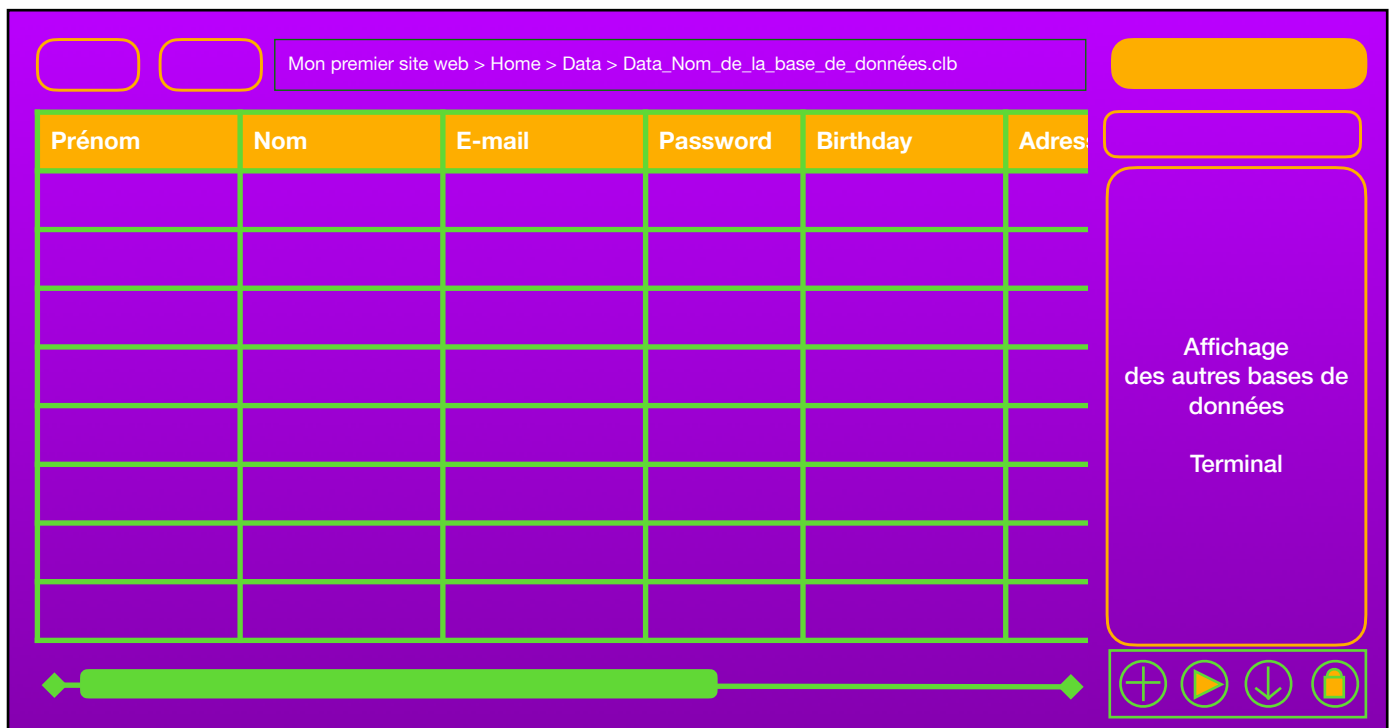 Mon premier site web > Home > Data > Data_Nom_de_la_base_de_données.clb
Prénom Nom E-mail Password Birthday Adres
Affichage
des autres bases de
données
Terminal